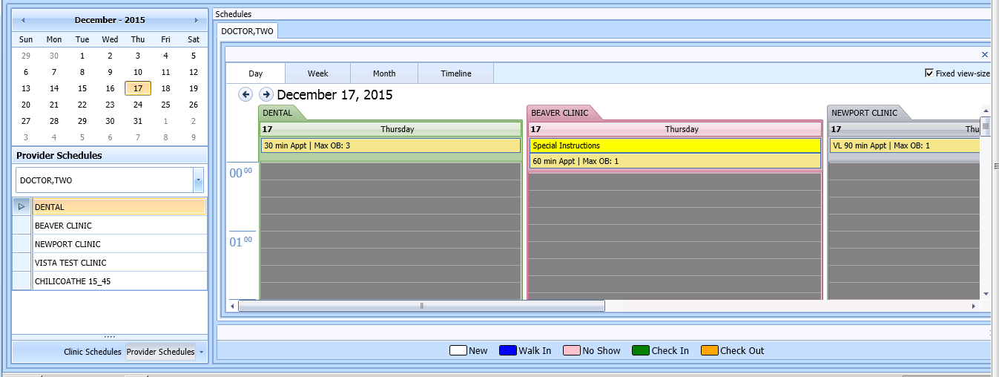 December - 2015
Sun Mon Tue Wed Thu Fri Sat
29 30 1 2 3 4 5
6 7 8 9 10 11 12
13 14 15 16 17 18 19
20 21 22 23 24 25 26
27 28 29 30 31 1 2
3 4 5 6 7 8 9
Provider Schedules
DOCTOR,TWO
DENTAL
BEAVER CLINIC
NEWPORT CLINIC
VISTA TEST CLINIC
CHILICOATHE 15_45
Clinic Schedules Provider Schedules
Schedules
DOCTOR,TWO
Day Week Month Timeline
Fixed view-size
December 17, 2015
DENTAL
17 Thursday
30 min Appt | Max OB: 3
BEAVER CLINIC
17 Thursday
Special Instructions
60 min Appt | Max OB: 1
NEWPORT CLINIC
17 Thu
VL 90 min Appt | Max OB: 1
00 00
01 00
New Walk In No Show Check In Check Out